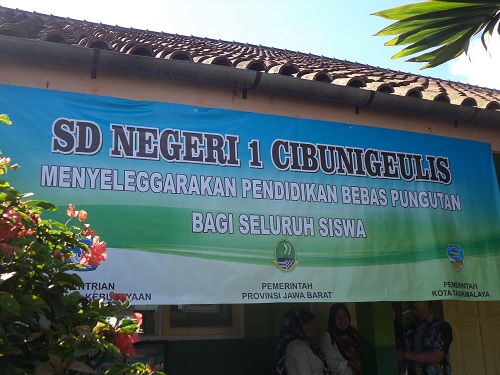 SD NEGERI 1 CIBUNIGEULIS
MENYELEGGARAKAN PENDIDIKAN BEBAS PUNGUTAN
BAGI SELURUH SISWA
PEMERINTAH
PROVINSI JAWA BARAT
PEMERINTAH
KOTA TASIKMALAYA